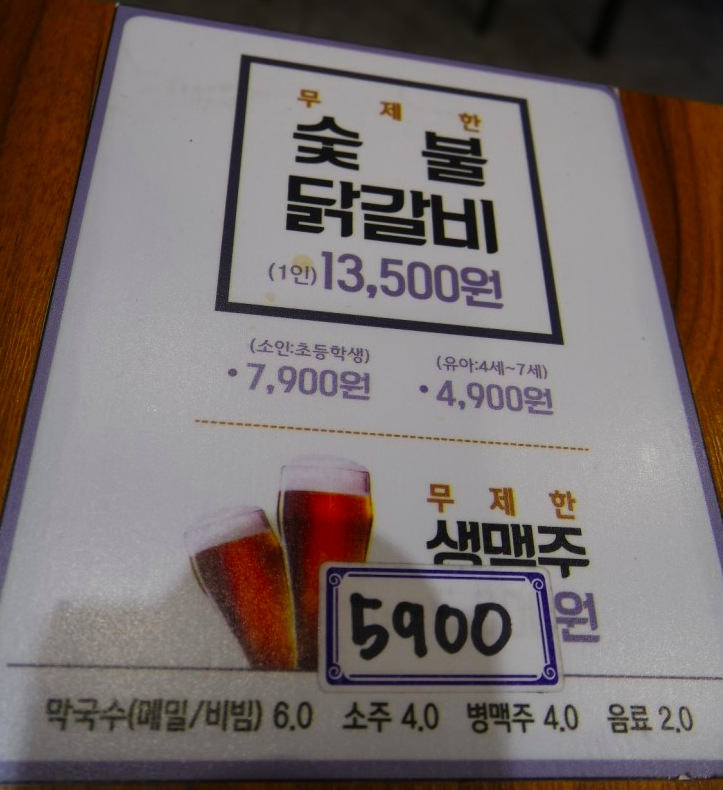 무 제 한
숯 불
닭갈비
(1인)13,500원
(소인:초등학생) (유아:4세~7세)
•7,900원 •4,900원
무 제 한
생맥주
5900 원
막국수(메밀/비빔) 6.0 소주 4.0 병맥주 4.0 음료 2.0